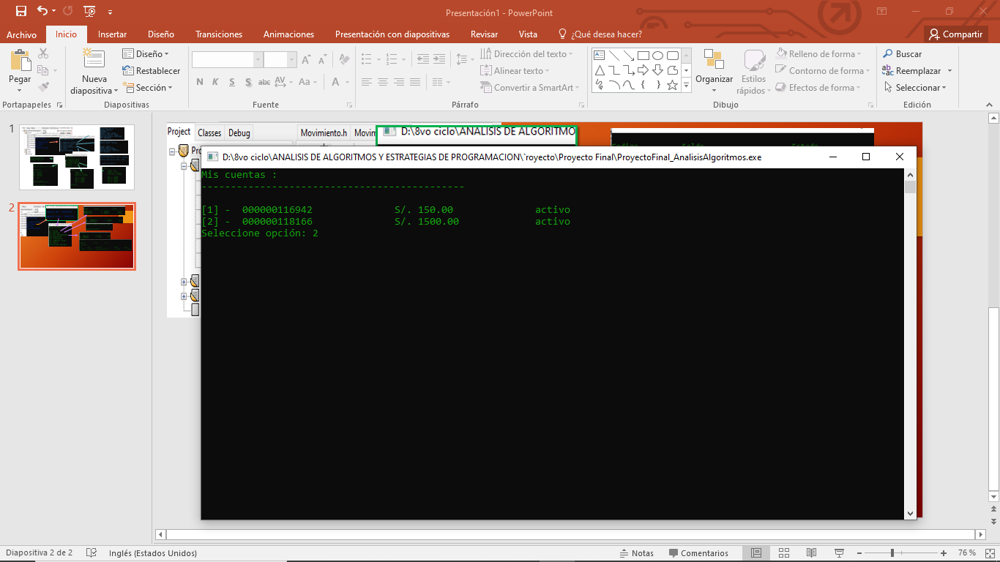 Presentación1 - PowerPoint
Archivo Inicio Insertar Diseño Transiciones Animaciones Presentación con diapositivas Revisar Vista ¿Qué desea hacer? Compartir
Pegar
Portapapeles
Nueva diapositiva
Diseño
Restablecer
Sección
Diapositivas
N K S S abc AV Aa A
Fuente
Dirección del texto
Alinear texto
Convertir a SmartArt
Párrafo
Organizar
Estilos rápidos
Relleno de forma
Contorno de forma
Efectos de forma
Dibujo
Buscar
Reemplazar
Seleccionar
Edición
1
2
Project Classes Debug Movimiento.h Movim
D:\8vo ciclo\ANALISIS DE ALGORITMO
D:\8vo ciclo\ANALISIS DE ALGORITMOS Y ESTRATEGIAS DE PROGRAMACION\`royecto\Proyecto Final\ProyectoFinal_AnalisisAlgoritmos.exe
Mis cuentas :
---------------------------------------------
[1] - 000000116942 S/. 150.00 activo
[2] - 000000118166 S/. 1500.00 activo
Seleccione opción: 2
Diapositiva 2 de 2 Inglés (Estados Unidos) Notas Comentarios 76 %